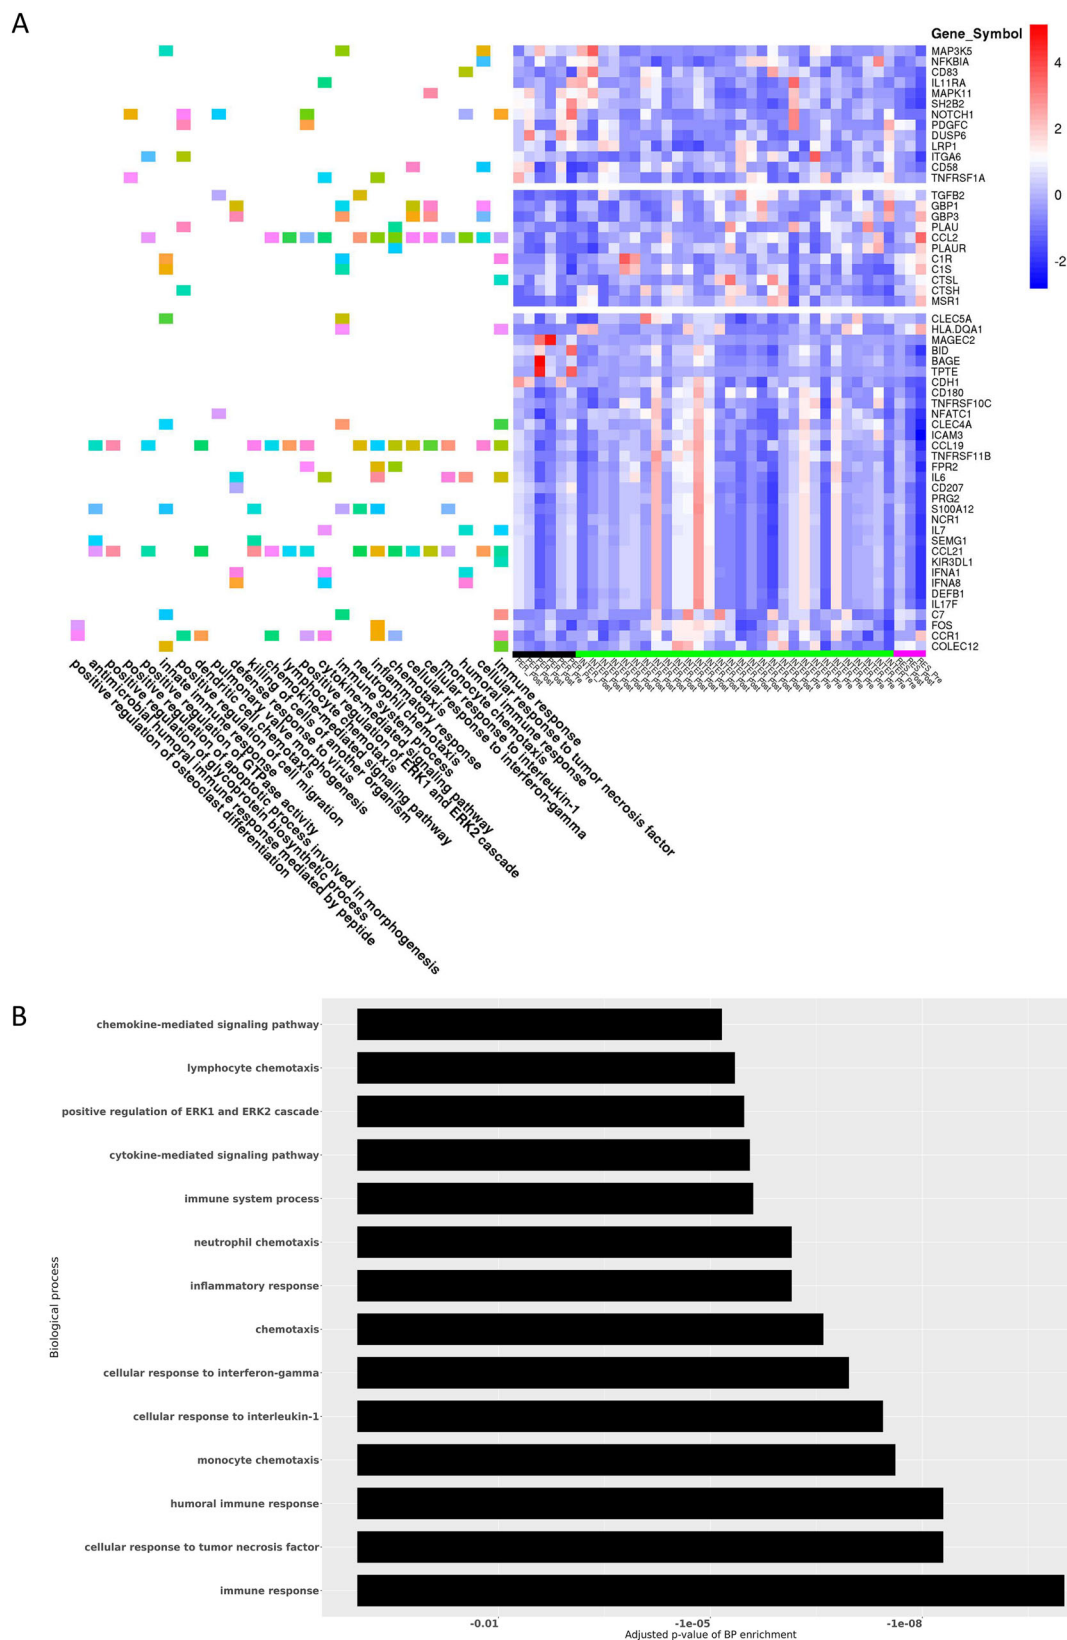 A
Gene_Symbol
MAP3K5
NFKBIA
CD83
IL11RA
MAPK11
SH2B2
NOTCH1
PDGFC
DUSP6
LRP1
ITGA6
CD58
TNFRSF1A
TGFB2
GBP1
GBP3
PLAU
CCL2
PLAUR
C1R
C1S
CTSL
CTSH
MSR1
CLEC5A
HLA.DQA1
MAGEC2
BID
BAGE
TPTE
CDH1
CD180
TNFRSF10C
NFATC1
CLEC4A
ICAM3
CCL19
TNFRSF11B
FPR2
IL6
CD207
PRG2
S100A12
NCR1
IL7
SEMG1
CCL21
KIR3DL1
IFNA1
IFNA8
DEFB1
IL17F
C7
FOS
CCR1
COLEC12
4
2
0
-2
positive regulation of osteoclast differentiation
antimicrobial humoral immune response mediated by peptide
positive regulation of glycoprotein biosynthetic process
positive regulation of apoptotic process involved in morphogenesis
positive regulation of GTPase activity
innate immune response
positive regulation of cell migration
dendritic cell chemotaxis
pulmonary valve morphogenesis
defense response to virus
killing of cells of another organism
chemokine-mediated signaling pathway
lymphocyte chemotaxis
positive regulation of ERK1 and ERK2 cascade
cytokine-mediated signaling pathway
immune system process
neutrophil chemotaxis
inflammatory response
chemotaxis
cellular response to interferon-gamma
cellular response to interleukin-1
monocyte chemotaxis
humoral immune response
cellular response to tumor necrosis factor
immune response
B
chemokine-mediated signaling pathway
lymphocyte chemotaxis
positive regulation of ERK1 and ERK2 cascade
cytokine-mediated signaling pathway
immune system process
neutrophil chemotaxis
inflammatory response
chemotaxis
cellular response to interferon-gamma
cellular response to interleukin-1
monocyte chemotaxis
humoral immune response
cellular response to tumor necrosis factor
immune response
Biological process
-0.01
-1e-05
-1e-08
Adjusted p-value of BP enrichment